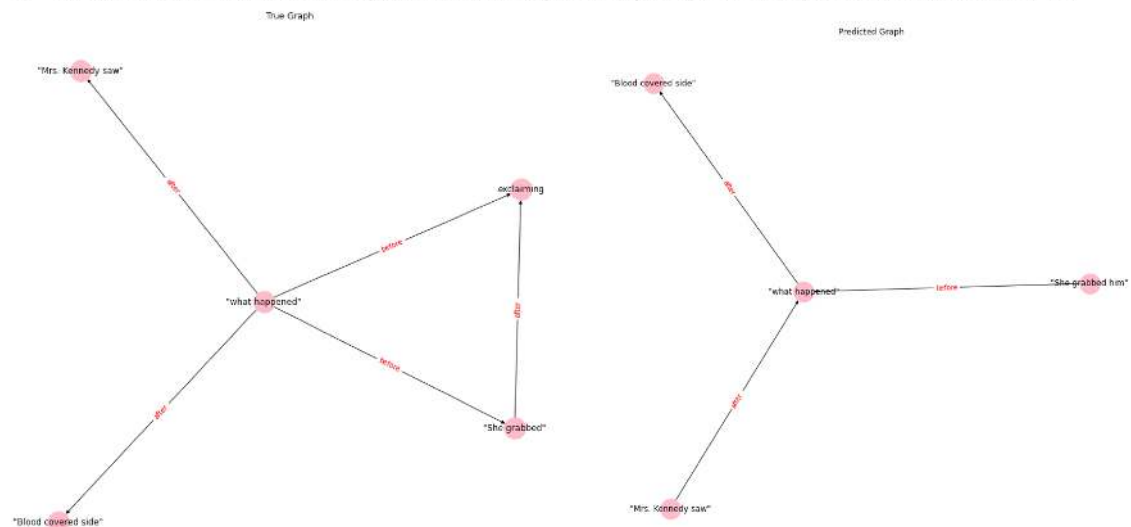 True Graph
"Mrs. Kennedy saw"
after
exclaiming
before
"what happened"
after
before
after
"She grabbed"
"Blood covered side"
Predicted Graph
"Blood covered side"
after
"She grabbed him"
before
"what happened"
after
"Mrs. Kennedy saw"